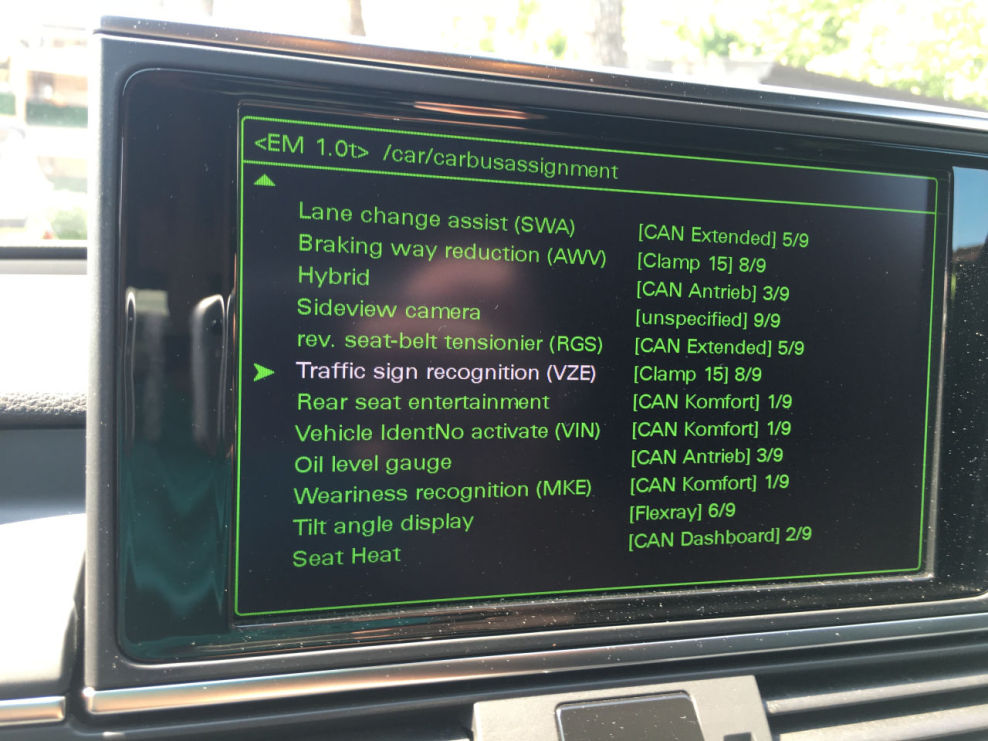 <EM 1.0t> /car/carbusassignment
Lane change assist (SWA) [CAN Extended] 5/9
Braking way reduction (AWV) [Clamp 15] 8/9
Hybrid [CAN Antrieb] 3/9
Sideview camera [unspecified] 9/9
rev. seat-belt tensionier (RGS) [CAN Extended] 5/9
Traffic sign recognition (VZE) [Clamp 15] 8/9
Rear seat entertainment [CAN Komfort] 1/9
Vehicle IdentNo activate (VIN) [CAN Komfort] 1/9
Oil level gauge [CAN Antrieb] 3/9
Weariness recognition (MKE) [CAN Komfort] 1/9
Tilt angle display [Flexray] 6/9
Seat Heat [CAN Dashboard] 2/9